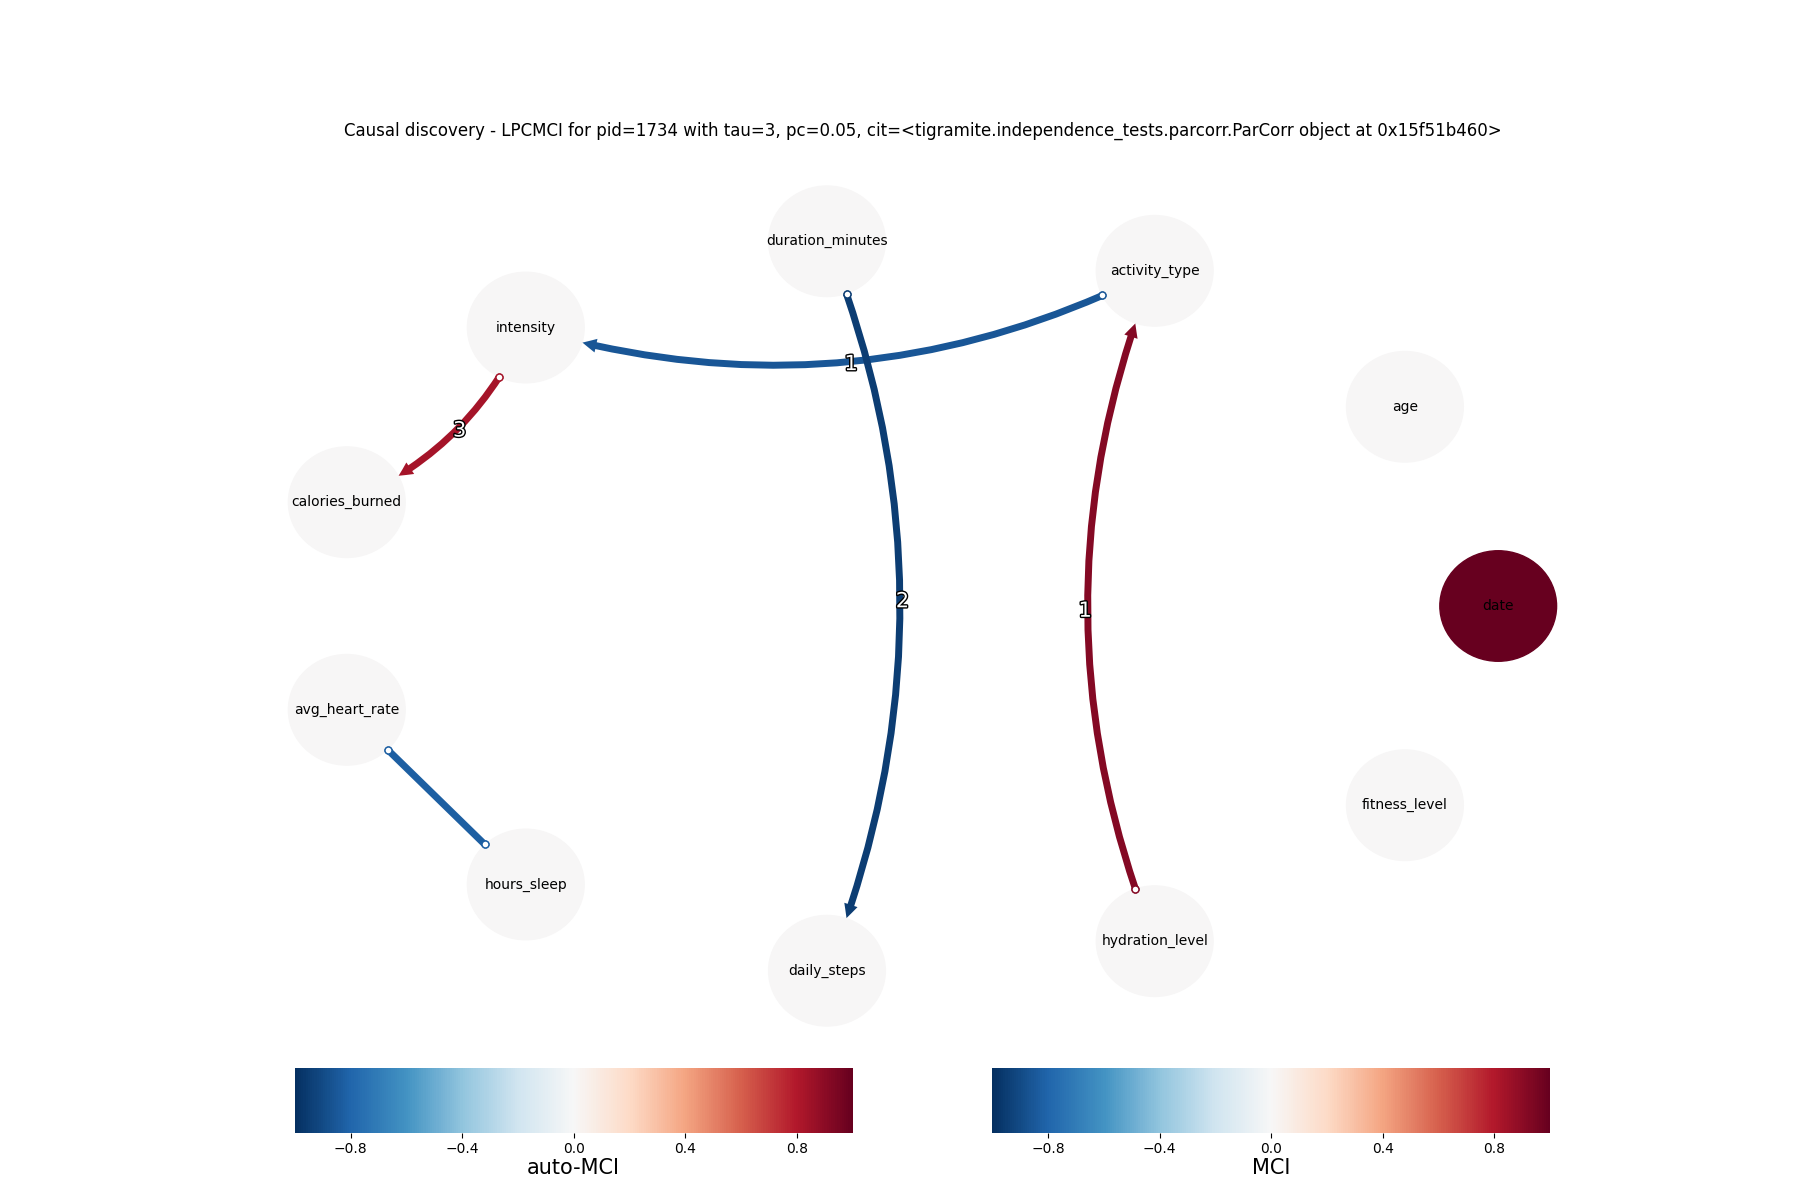 Causal discovery - LPCMCI for pid=1734 with tau=3, pc=0.05, cit=<tigramite.independence_tests.parcorr.ParCorr object at 0x15f51b460>
duration_minutes
activity_type
intensity
1
age
3
calories_burned
date
2
1
avg_heart_rate
fitness_level
hours_sleep
hydration_level
daily_steps
−0.8 −0.4 0.0 0.4 0.8
auto-MCI
−0.8 −0.4 0.0 0.4 0.8
MCI